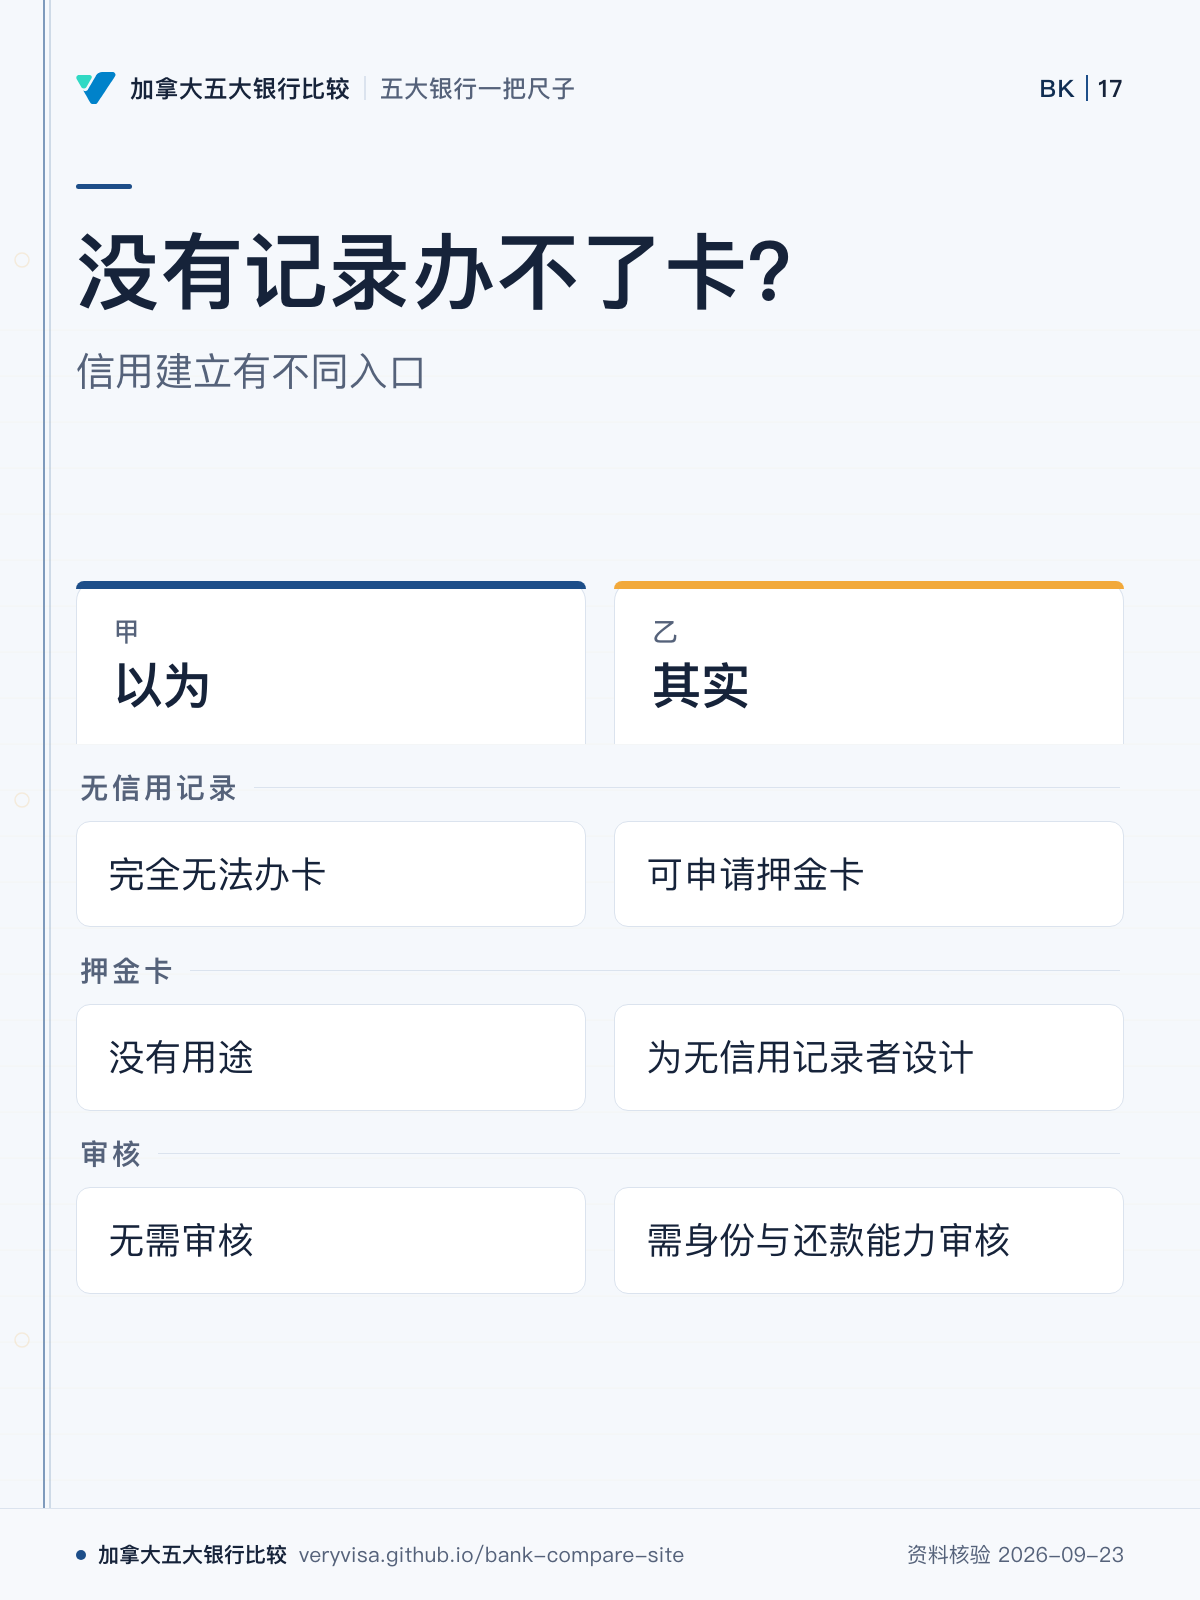 加拿大五大银行比较 五大银行一把尺子
BK 17
没有记录办不了卡?
信用建立有不同入口
甲
以为
乙
其实
无信用记录
完全无法办卡
可申请押金卡
押金卡
没有用途
为无信用记录者设计
审核
无需审核
需身份与还款能力审核
加拿大五大银行比较 veryvisa.github.io/bank-compare-site
资料核验 2026-09-23